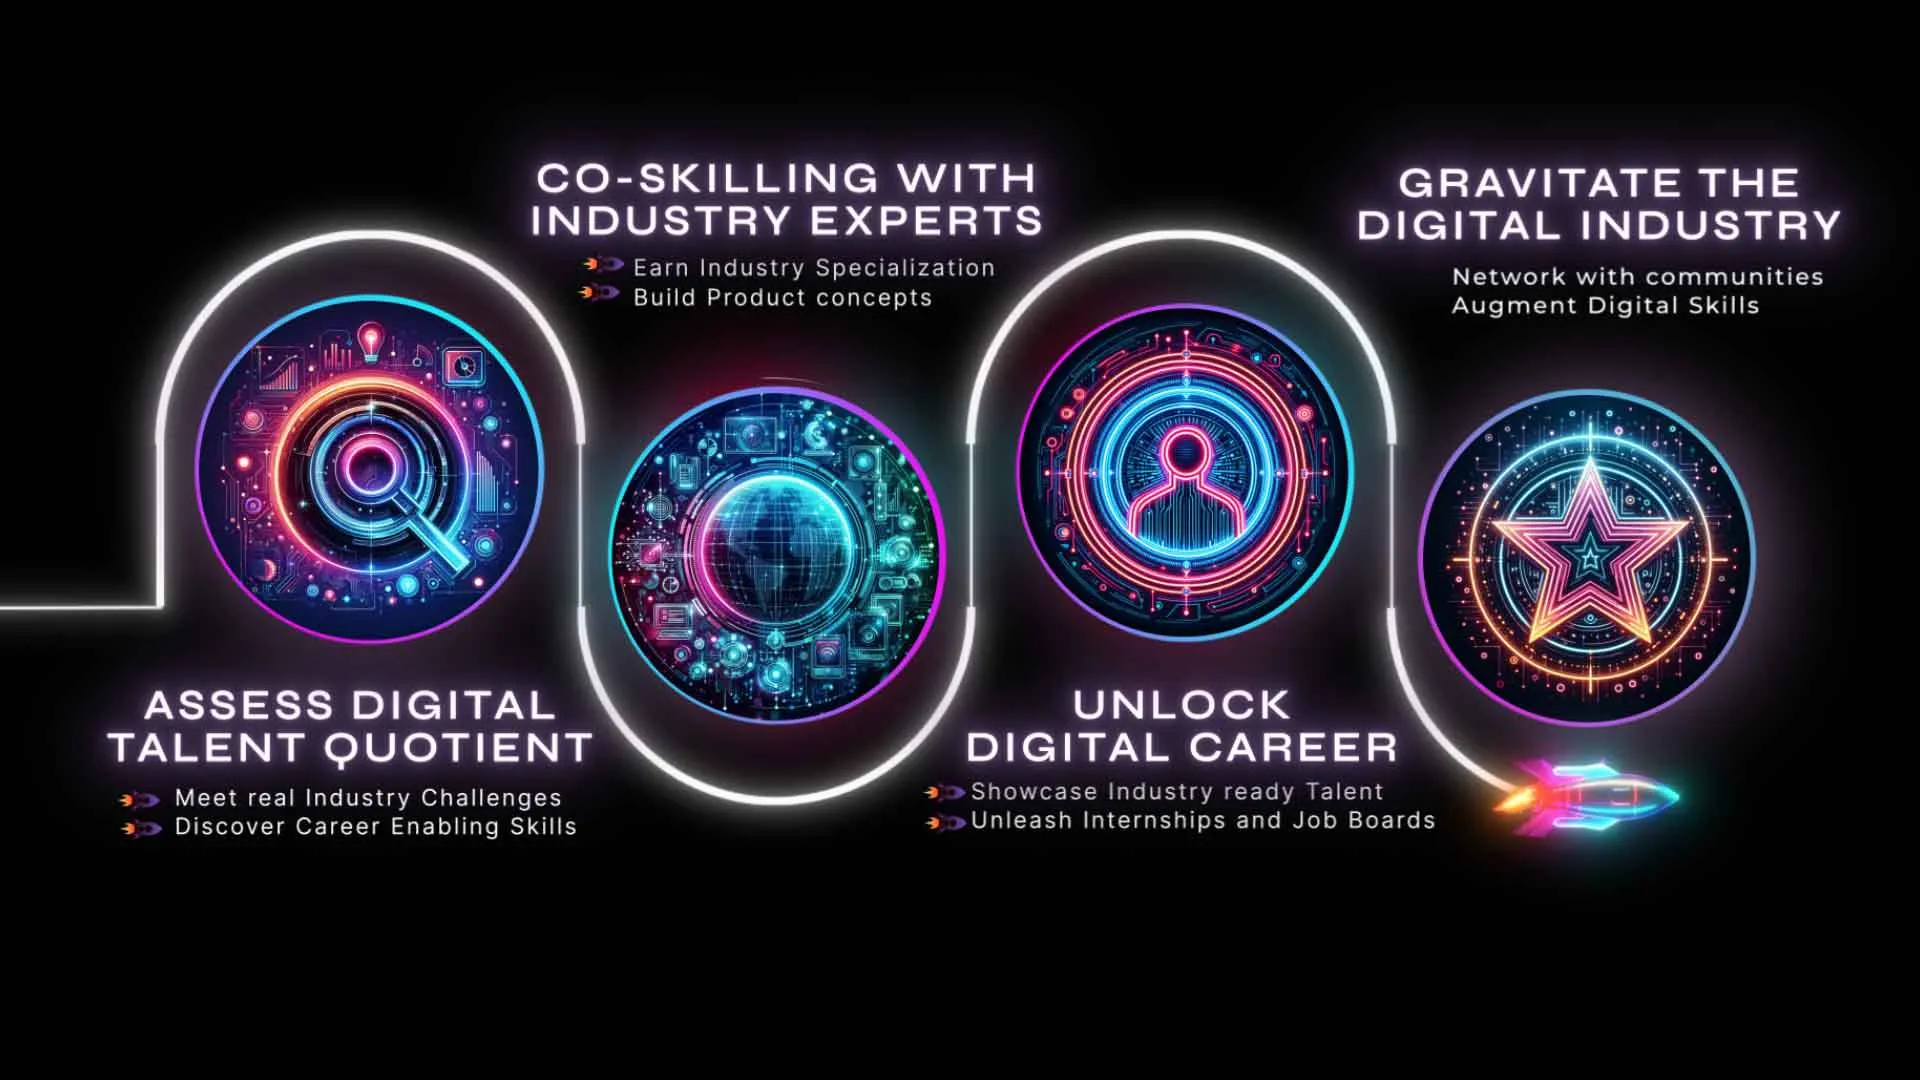 ASSESS DIGITAL
TALENT QUOTIENT
Meet real Industry Challenges
Discover Career Enabling Skills
CO-SKILLING WITH
INDUSTRY EXPERTS
Earn Industry Specialization
Build Product concepts
UNLOCK
DIGITAL CAREER
Showcase Industry ready Talent
Unleash Internships and Job Boards
GRAVITATE THE
DIGITAL INDUSTRY
Network with communities
Augment Digital Skills